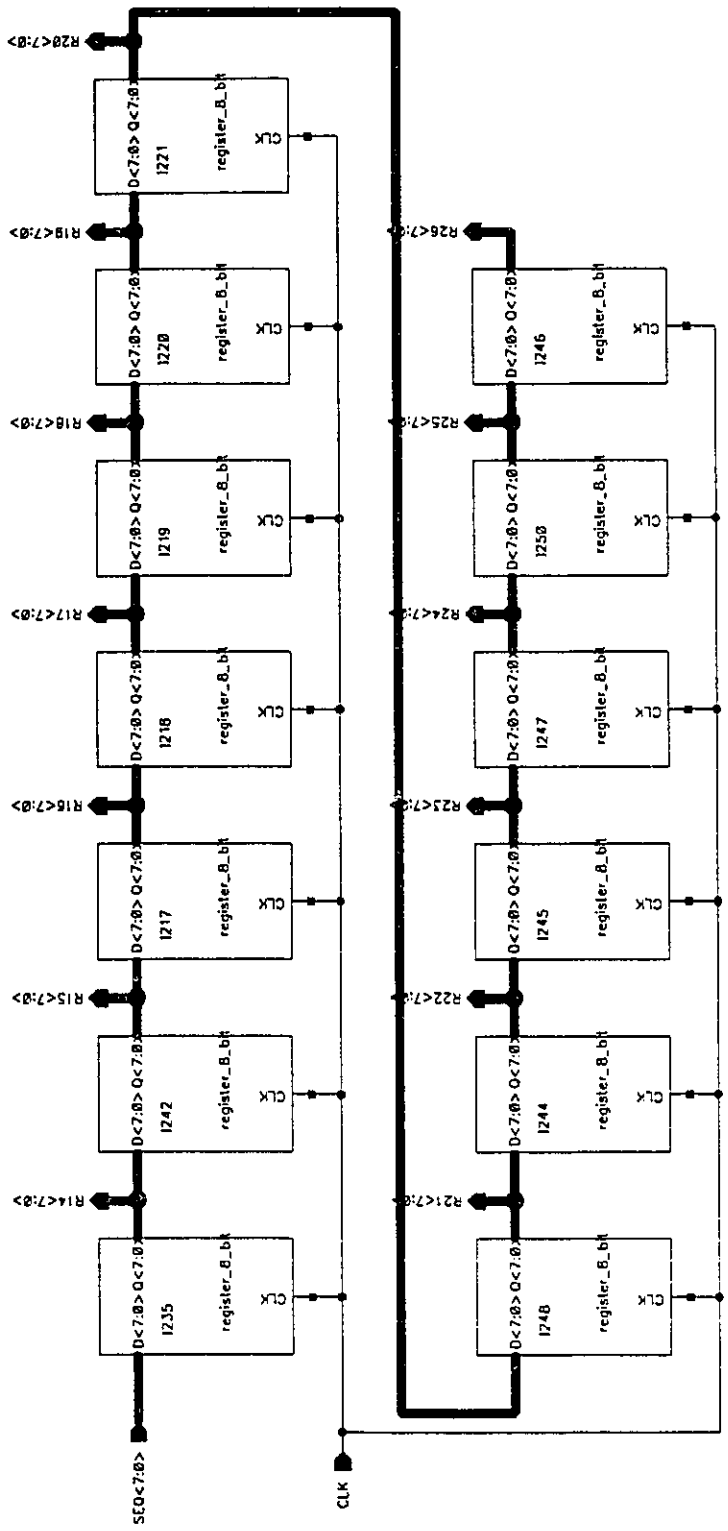 R14<7:0> R15<7:0> R16<7:0> R17<7:0> R18<7:0> R19<7:0> R20<7:0>
SEQ<7:0>
D<7:0> Q<7:0> D<7:0> Q<7:0> D<7:0> Q<7:0> D<7:0> Q<7:0> D<7:0> Q<7:0> D<7:0> Q<7:0> D<7:0> Q<7:0>
I235 I242 I217 I218 I219 I220 I221
register_8_bit register_8_bit register_8_bit register_8_bit register_8_bit register_8_bit register_8_bit
CLK CLK CLK CLK CLK CLK CLK
CLK
R21<7:0 R22<7:0 R23<7:0 R24<7:0 R25<7:0 R26<7:0
D<7:0> Q<7:0> D<7:0> Q<7:0> D<7:0> Q<7:0> D<7:0> Q<7:0> D<7:0> Q<7:0> D<7:0> Q<7:0>
I248 I244 I245 I247 I250 I246
register_8_bit register_8_bit register_8_bit register_8_bit register_8_bit register_8_bit
CLK CLK CLK CLK CLK CLK